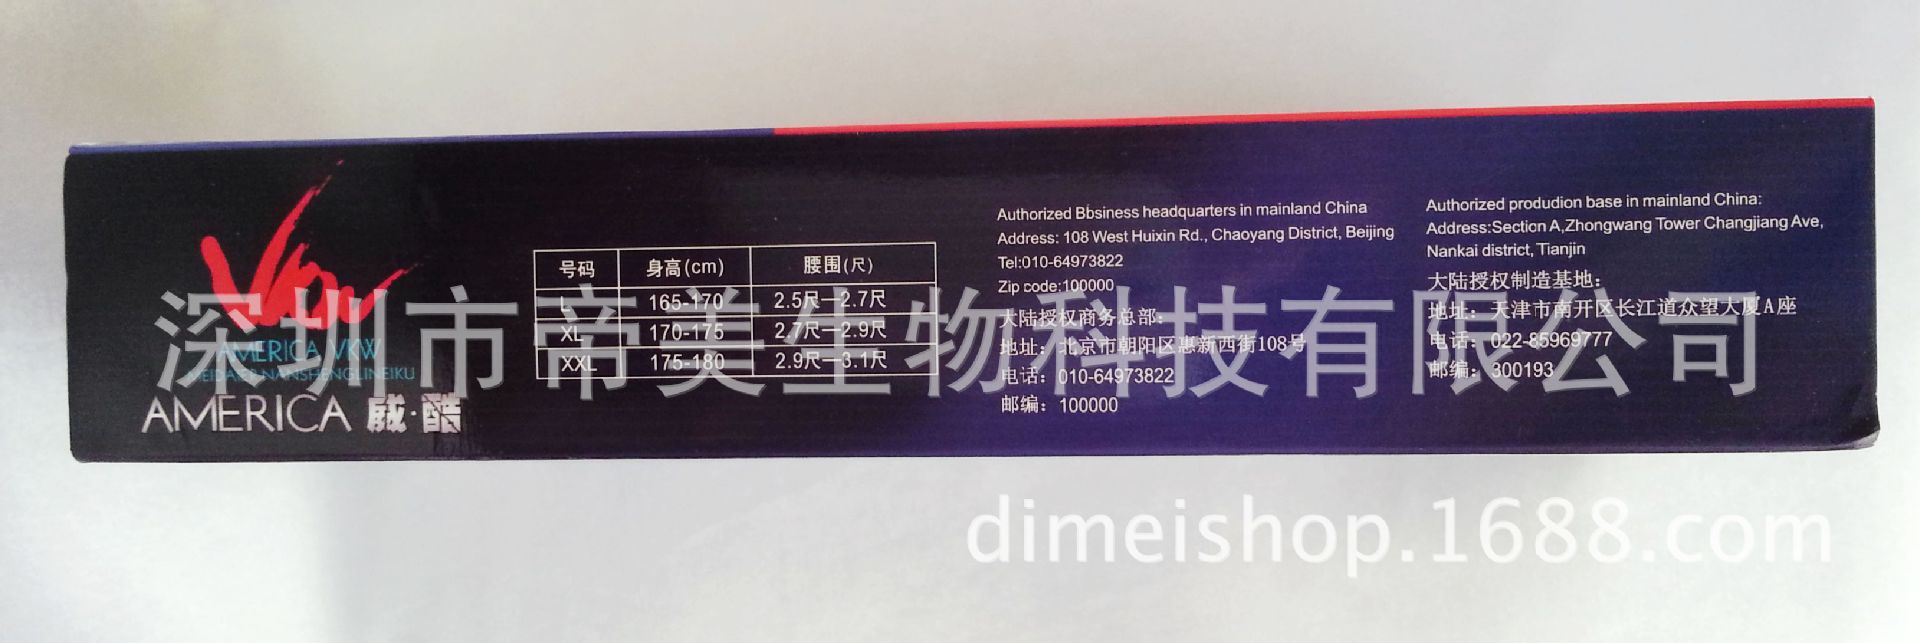 Vkw
AMERICA VKW
MEIDAIER NANSHENGLINEIKU
AMERICA 威·酷
号码 身高(cm) 腰围(尺)
L 165-170 2.5尺—2.7尺
XL 170-175 2.7尺—2.9尺
XXL 175-180 2.9尺—3.1尺
Authorized Bbsiness headquarters in mainland China
Address: 108 West Huixin Rd., Chaoyang District, Beijing
Tel:010-64973822
Zip code:100000
大陆授权商务总部：
地址：北京市朝阳区惠新西街108号
电话：010-64973822
邮编：100000
Authorized produdion base in mainland China:
Address:Section A,Zhongwang Tower Changjiang Ave,
Nankai district, Tianjin
大陆授权制造基地：
地址：天津市南开区长江道众望大厦A座
电话：022-85969777
邮编：300193
深圳市帝美生物科技有限公司
dimeishop.1688.com